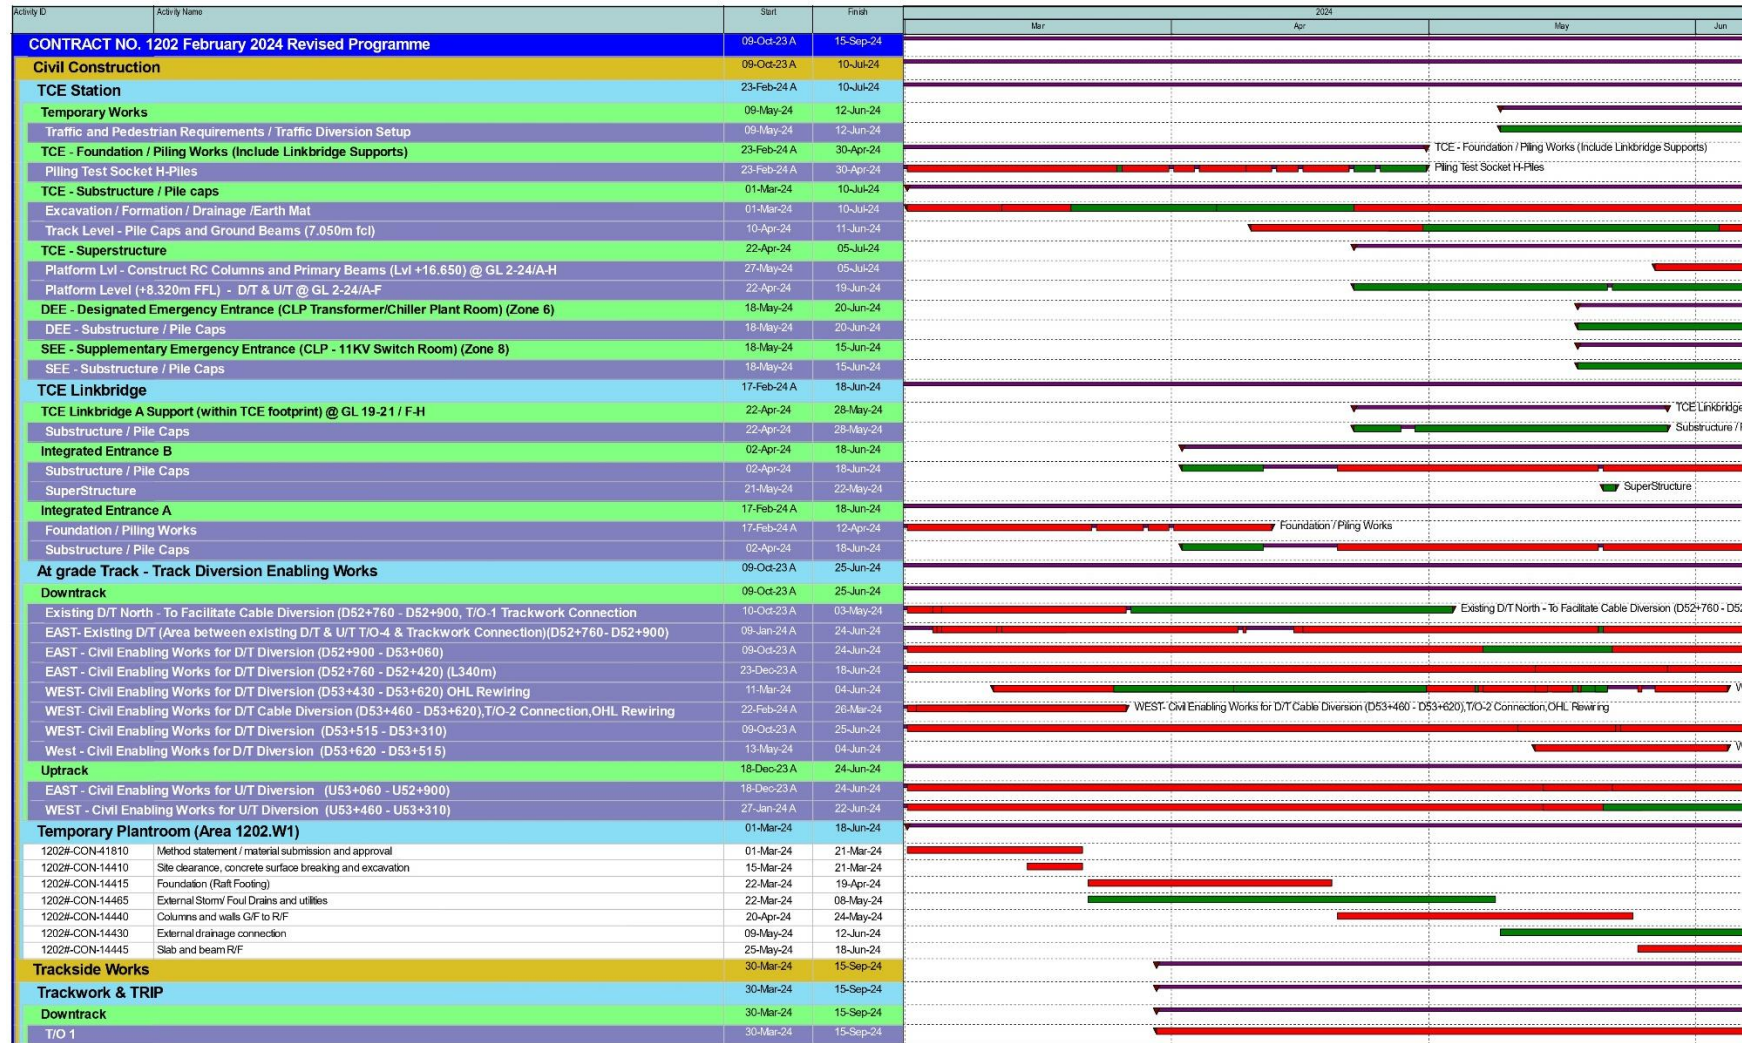 Activity ID Activity Name Start Finish 2024
Mar Apr May Jun
CONTRACT NO. 1202 February 2024 Revised Programme 09-Oct-23 A 15-Sep-24
Civil Construction 09-Oct-23 A 10-Jul-24
TCE Station 23-Feb-24 A 10-Jul-24
Temporary Works 09-May-24 12-Jun-24
Traffic and Pedestrian Requirements / Traffic Diversion Setup 09-May-24 12-Jun-24
TCE - Foundation / Piling Works (Include Linkbridge Supports) 23-Feb-24 A 30-Apr-24 TCE - Foundation / Piling Works (Include Linkbridge Supports)
Piling Test Socket H-Piles 23-Feb-24 A 30-Apr-24 Piling Test Socket H-Piles
TCE - Substructure / Pile caps 01-Mar-24 10-Jul-24
Excavation / Formation / Drainage /Earth Mat 01-Mar-24 10-Jul-24
Track Level - Pile Caps and Ground Beams (7.050m fcl) 10-Apr-24 11-Jun-24
TCE - Superstructure 22-Apr-24 05-Jul-24
Platform Lvl - Construct RC Columns and Primary Beams (Lvl +16.650) @ GL 2-24/A-H 27-May-24 05-Jul-24
Platform Level (+8.320m FFL) - D/T & U/T @ GL 2-24/A-F 22-Apr-24 19-Jun-24
DEE - Designated Emergency Entrance (CLP Transformer/Chiller Plant Room) (Zone 6) 18-May-24 20-Jun-24
DEE - Substructure / Pile Caps 18-May-24 20-Jun-24
SEE - Supplementary Emergency Entrance (CLP - 11KV Switch Room) (Zone 8) 18-May-24 15-Jun-24
SEE - Substructure / Pile Caps 18-May-24 15-Jun-24
TCE Linkbridge 17-Feb-24 A 18-Jun-24
TCE Linkbridge A Support (within TCE footprint) @ GL 19-21 / F-H 22-Apr-24 28-May-24 TCE Linkbridge
Substructure / Pile Caps 22-Apr-24 28-May-24 Substructure /
Integrated Entrance B 02-Apr-24 18-Jun-24
Substructure / Pile Caps 02-Apr-24 18-Jun-24
SuperStructure 21-May-24 22-May-24 SuperStructure
Integrated Entrance A 17-Feb-24 A 18-Jun-24
Foundation / Piling Works 17-Feb-24 A 12-Apr-24 Foundation / Piling Works
Substructure / Pile Caps 02-Apr-24 18-Jun-24
At grade Track - Track Diversion Enabling Works 09-Oct-23 A 25-Jun-24
Downtrack 09-Oct-23 A 25-Jun-24
Existing D/T North - To Facilitate Cable Diversion (D52+760 - D52+900, T/O-1 Trackwork Connection 10-Oct-23 A 03-May-24 Existing D/T North - To Facilitate Cable Diversion (D52+760 - D52
EAST- Existing D/T (Area between existing D/T & U/T T/O-4 & Trackwork Connection)(D52+760- D52+900) 09-Jan-24 A 24-Jun-24
EAST - Civil Enabling Works for D/T Diversion (D52+900 - D53+060) 09-Oct-23 A 24-Jun-24
EAST - Civil Enabling Works for D/T Diversion (D52+760 - D52+420) (L340m) 23-Dec-23 A 18-Jun-24
WEST- Civil Enabling Works for D/T Diversion (D53+430 - D53+620) OHL Rewiring 11-Mar-24 04-Jun-24 W
WEST- Civil Enabling Works for D/T Cable Diversion (D53+460 - D53+620),T/O-2 Connection,OHL Rewiring 22-Feb-24 A 26-Mar-24 WEST- Civil Enabling Works for D/T Cable Diversion (D53+460 - D53+620),T/O-2 Connection,OHL Rewiring
WEST- Civil Enabling Works for D/T Diversion (D53+515 - D53+310) 09-Oct-23 A 25-Jun-24
West - Civil Enabling Works for D/T Diversion (D53+620 - D53+515) 13-May-24 04-Jun-24 W
Uptrack 18-Dec-23 A 24-Jun-24
EAST - Civil Enabling Works for U/T Diversion (U53+060 - U52+900) 18-Dec-23 A 24-Jun-24
WEST - Civil Enabling Works for U/T Diversion (U53+460 - U53+310) 27-Jan-24 A 22-Jun-24
Temporary Plantroom (Area 1202.W1) 01-Mar-24 18-Jun-24
1202#-CON-41810 Method statement / material submission and approval 01-Mar-24 21-Mar-24
1202#-CON-14410 Site clearance, concrete surface breaking and excavation 15-Mar-24 21-Mar-24
1202#-CON-14415 Foundation (Raft Footing) 22-Mar-24 19-Apr-24
1202#-CON-14465 External Storm/ Foul Drains and utilities 22-Mar-24 08-May-24
1202#-CON-14440 Columns and walls G/F to R/F 20-Apr-24 24-May-24
1202#-CON-14430 External drainage connection 09-May-24 12-Jun-24
1202#-CON-14445 Slab and beam R/F 25-May-24 18-Jun-24
Trackside Works 30-Mar-24 15-Sep-24
Trackwork & TRIP 30-Mar-24 15-Sep-24
Downtrack 30-Mar-24 15-Sep-24
T/O 1 30-Mar-24 15-Sep-24